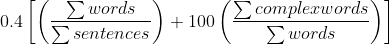 0.4 [ ( ∑ words / ∑ sentences ) + 100 ( ∑ complexwords / ∑ words ) ]